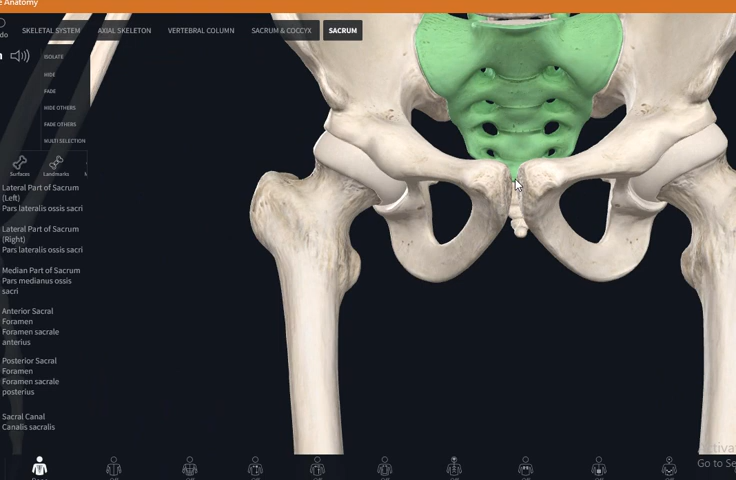 e Anatomy
do
SKELETAL SYSTEM
AXIAL SKELETON
VERTEBRAL COLUMN
SACRUM & COCCYX
SACRUM
ISOLATE
HIDE
FADE
HIDE OTHERS
FADE OTHERS
MULTI SELECTION
Surfaces
Landmarks
Lateral Part of Sacrum
(Left)
Pars lateralis ossis sacri
Lateral Part of Sacrum
(Right)
Pars lateralis ossis sacri
Median Part of Sacrum
Pars medianus ossis
sacri
Anterior Sacral
Foramen
Foramen sacrale
anterius
Posterior Sacral
Foramen
Foramen sacrale
posterius
Sacral Canal
Canalis sacralis
Go to Se